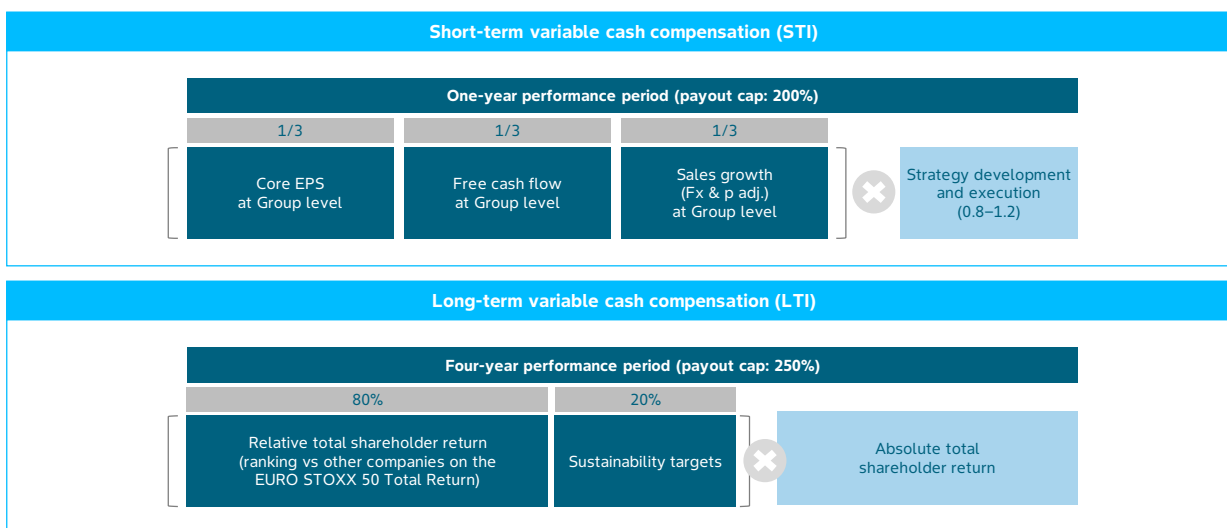 Short-term variable cash compensation (STI)
One-year performance period (payout cap: 200%)
1/3
1/3
1/3
Core EPS
at Group level
Free cash flow
at Group level
Sales growth
(Fx & p adj.)
at Group level
Strategy development
and execution
(0.8–1.2)
Long-term variable cash compensation (LTI)
Four-year performance period (payout cap: 250%)
80%
20%
Relative total shareholder return
(ranking vs other companies on the
EURO STOXX 50 Total Return)
Sustainability targets
Absolute total
shareholder return